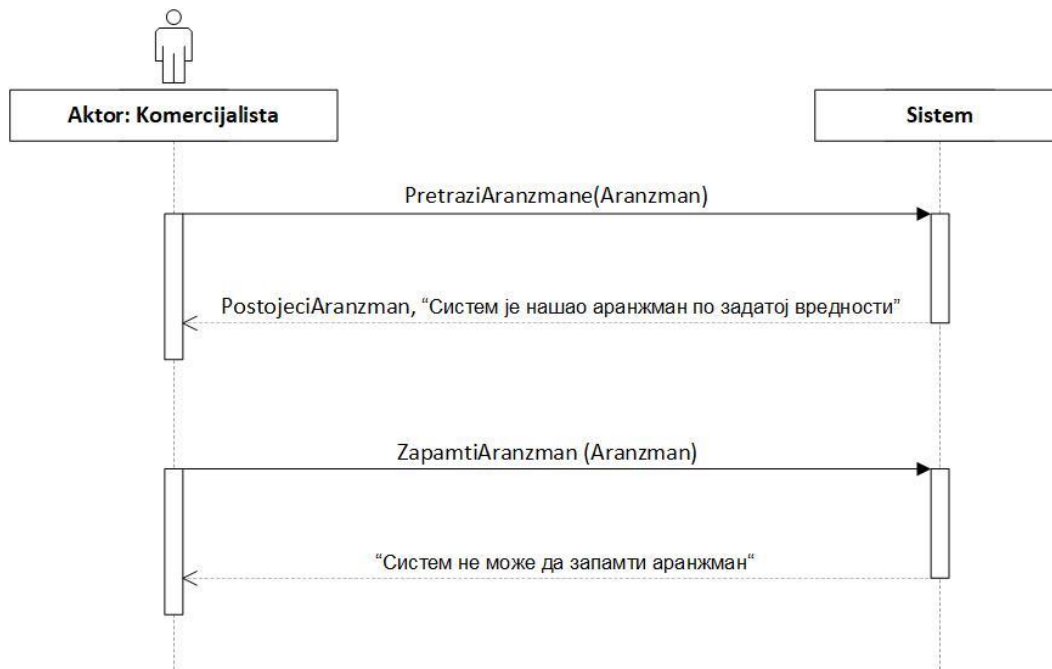 Aktor: Komercijalista
Sistem
PretraziAranzmane(Aranzman)
PostojeciAranzman, “Систем је нашао аранжман по задатој вредности”
ZapamtiAranzman (Aranzman)
“Систем не може да запамти аранжман“